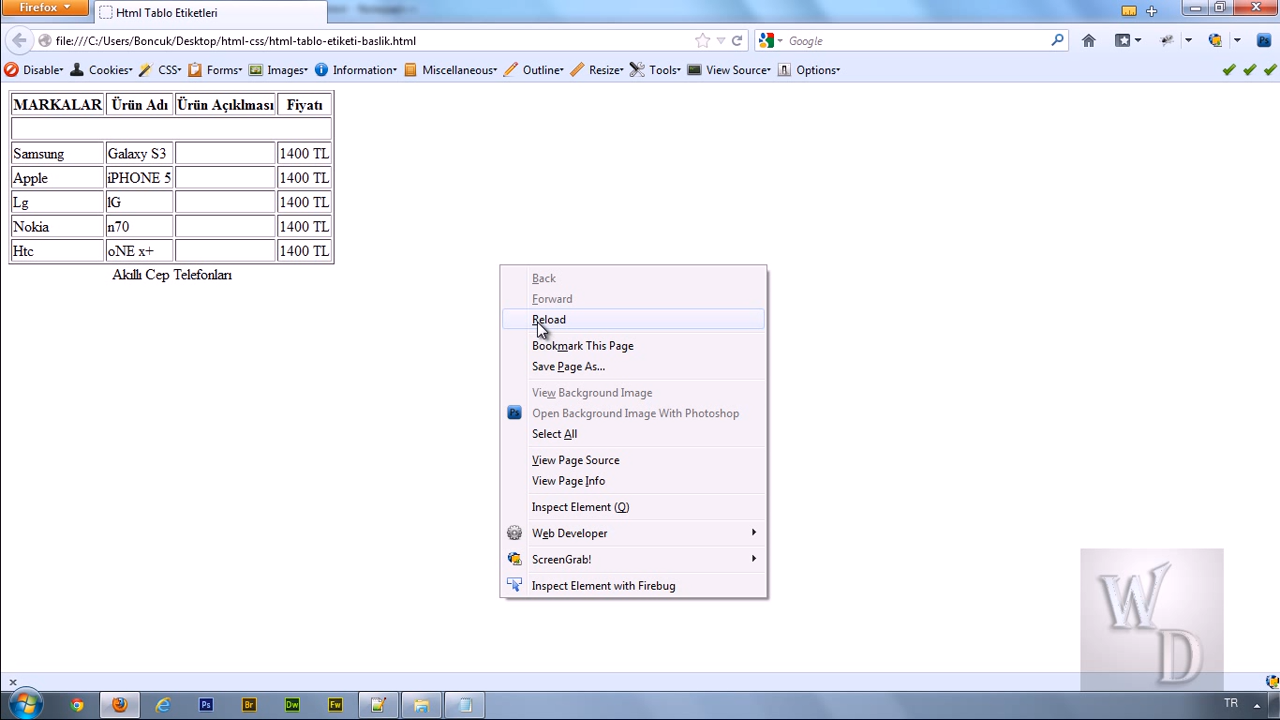 Firefox
Html Tablo Etiketleri
file:///C:/Users/Boncuk/Desktop/html-css/html-tablo-etiketi-baslik.html
Google
Disable▾ Cookies▾ CSS▾ Forms▾ Images▾ Information▾ Miscellaneous▾ Outline▾ Resize▾ Tools▾ View Source▾ Options▾
MARKALAR Ürün Adı Ürün Açıklması Fiyatı
Samsung Galaxy S3 1400 TL
Apple iPHONE 5 1400 TL
Lg lG 1400 TL
Nokia n70 1400 TL
Htc oNE x+ 1400 TL
Akıllı Cep Telefonları
Back
Forward
Reload
Bookmark This Page
Save Page As...
View Background Image
Ps Open Background Image With Photoshop
Select All
View Page Source
View Page Info
Inspect Element (Q)
Web Developer
ScreenGrab!
Inspect Element with Firebug
WD
Ps Br Dw Fw TR